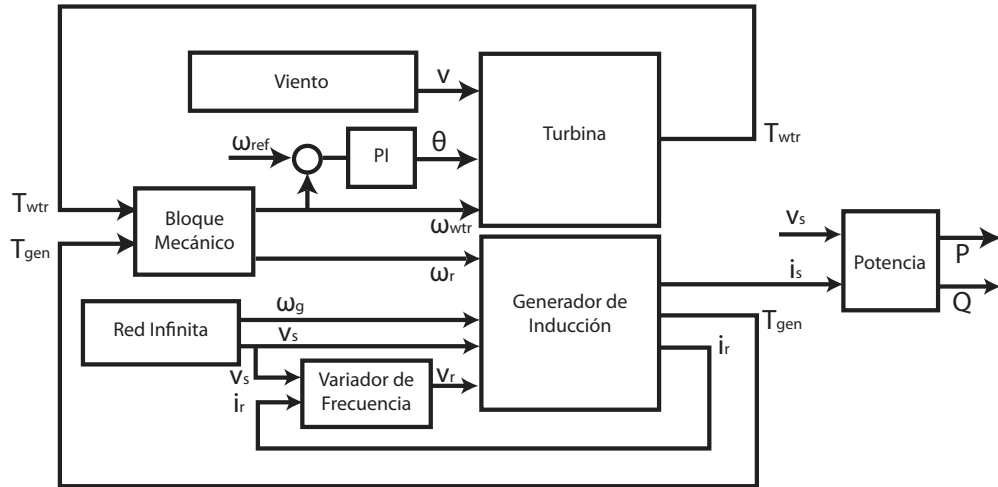 Viento
v
Turbina
ωref
PI
θ
Twtr
Twtr
Bloque
Mecánico
ωwtr
Tgen
ωr
vs
Potencia
P
Q
is
Generador de
Inducción
Tgen
ir
Red Infinita
ωg
vs
vs
ir
Variador de
Frecuencia
vr